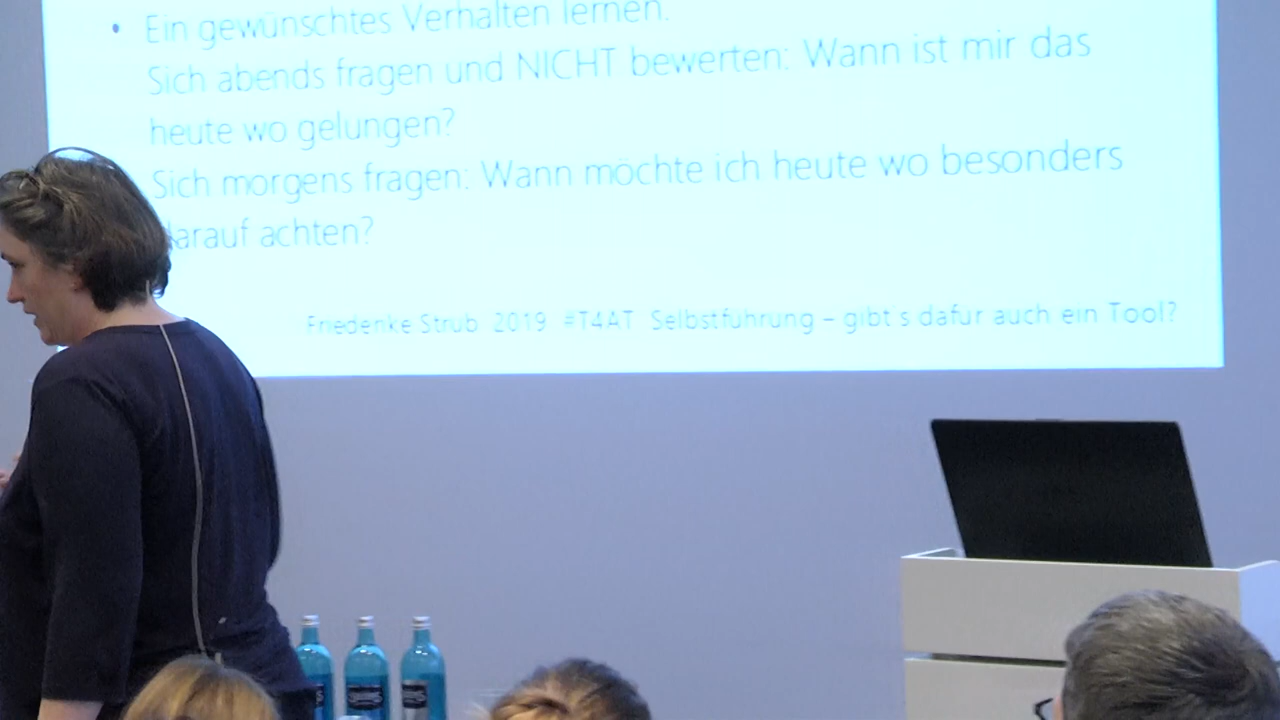 • Ein gewünschtes Verhalten lernen.
Sich abends fragen und NICHT bewerten: Wann ist mir das
heute wo gelungen?
Sich morgens fragen: Wann möchte ich heute wo besonders
darauf achten?
Friedenke Strub 2019 #T4AT Selbstführung – gibt's dafür auch ein Tool?